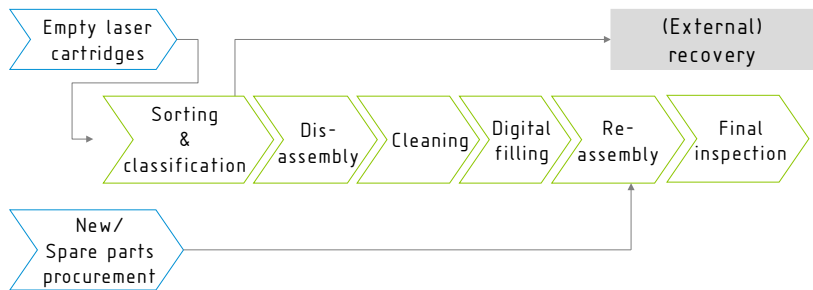 Empty laser
cartridges
(External)
recovery
Sorting
&
classification
Dis-
assembly
Cleaning
Digital
filling
Re-
assembly
Final
inspection
New/
Spare parts
procurement